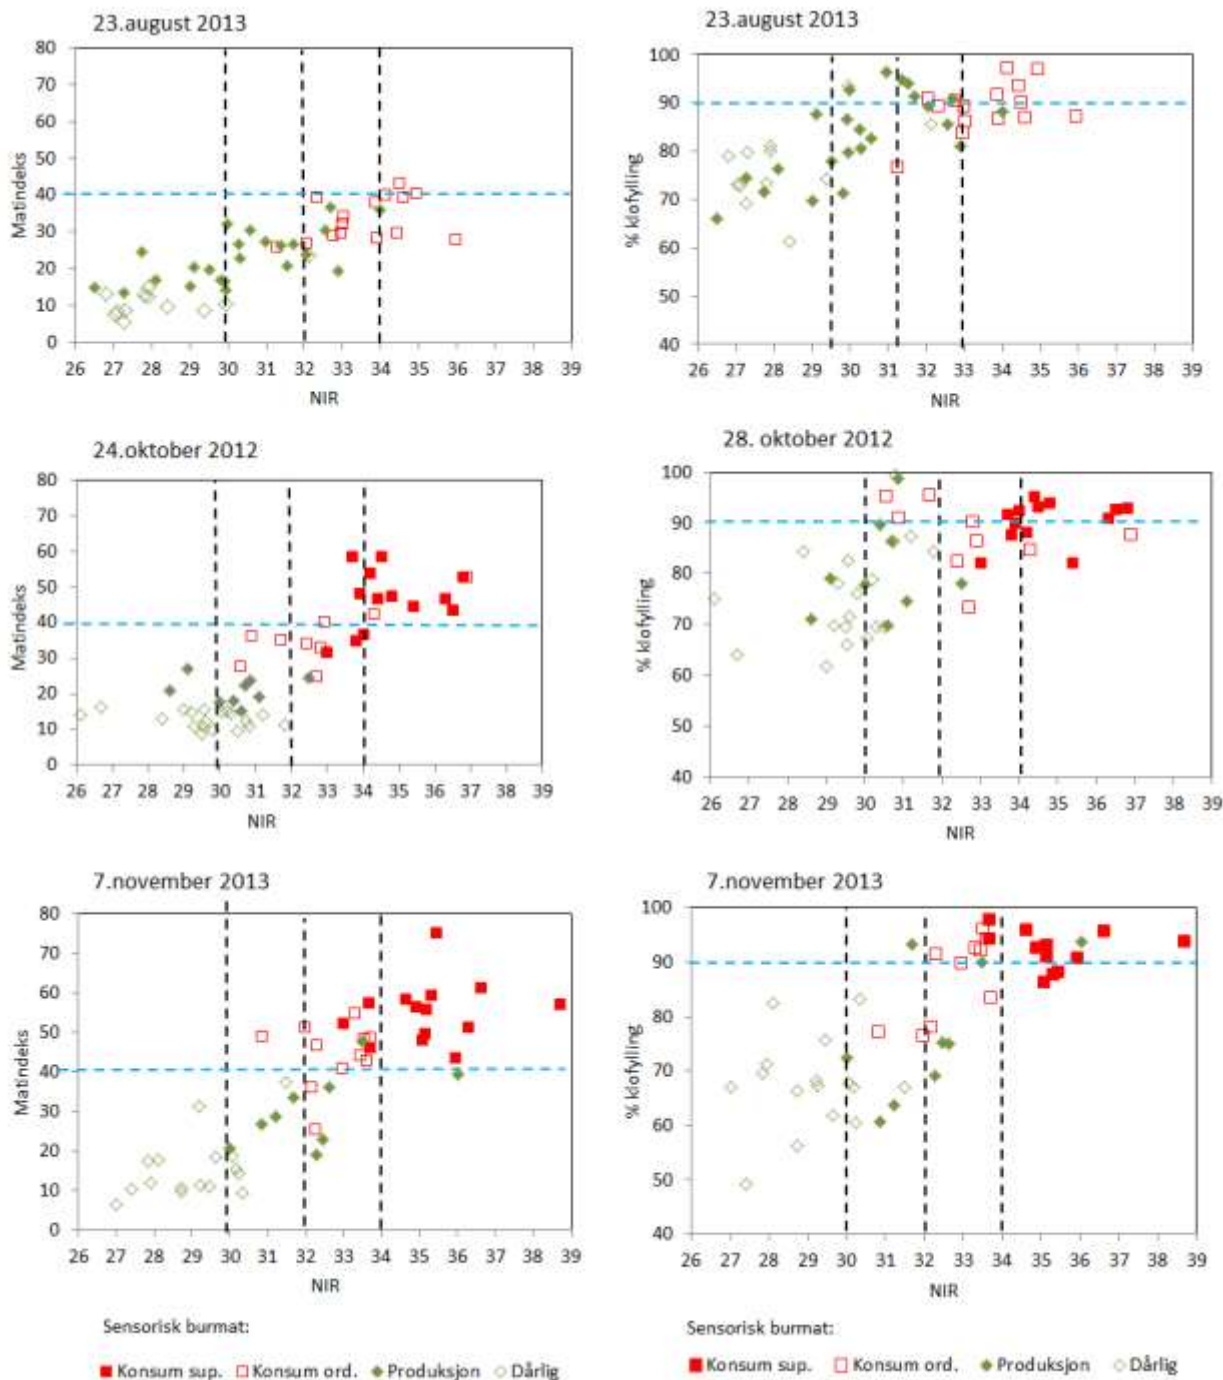 23.august 2013
80
70
60
50
40
30
20
10
0
Matindeks
26 27 28 29 30 31 32 33 34 35 36 37 38 39
NIR
23.august 2013
100
90
80
70
60
50
40
% klofylling
26 27 28 29 30 31 32 33 34 35 36 37 38 39
NIR
24.oktober 2012
80
70
60
50
40
30
20
10
0
Matindeks
26 27 28 29 30 31 32 33 34 35 36 37 38 39
NIR
28. oktober 2012
100
90
80
70
60
50
40
% klofylling
26 27 28 29 30 31 32 33 34 35 36 37 38 39
NIR
7.november 2013
80
70
60
50
40
30
20
10
0
Matindeks
26 27 28 29 30 31 32 33 34 35 36 37 38 39
NIR
7.november 2013
100
90
80
70
60
50
40
% klofylling
26 27 28 29 30 31 32 33 34 35 36 37 38 39
NIR
Sensorisk burmat:
Konsum sup. Konsum ord. Produksjon Dårlig
Sensorisk burmat:
Konsum sup. Konsum ord. Produksjon Dårlig